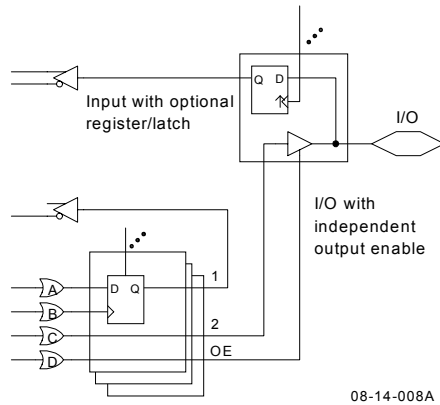 Q D
Input with optional
register/latch
I/O
I/O with
independent
output enable
D Q
1
A
B
2
C
OE
D
08-14-008A